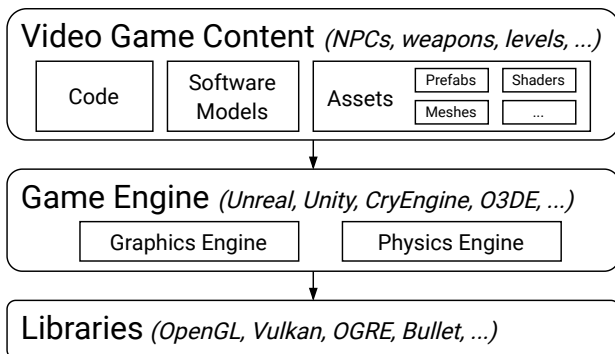 Video Game Content (NPCs, weapons, levels, ...)
Code
Software
Models
Assets
Prefabs
Shaders
Meshes
...
Game Engine (Unreal, Unity, CryEngine, O3DE, ...)
Graphics Engine
Physics Engine
Libraries (OpenGL, Vulkan, OGRE, Bullet, ...)